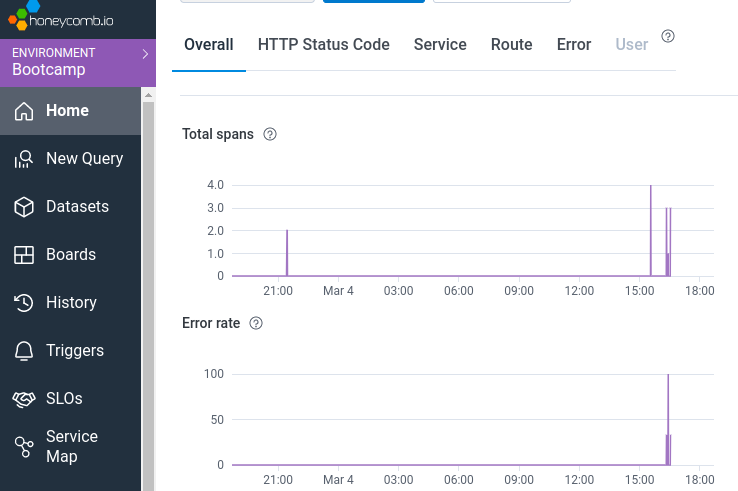 honeycomb.io
ENVIRONMENT
Bootcamp
Home
New Query
Datasets
Boards
History
Triggers
SLOs
Service
Map
Overall HTTP Status Code Service Route Error User ?
Total spans ?
4.0
3.0
2.0
1.0
0
21:00 Mar 4 03:00 06:00 09:00 12:00 15:00 18:00
Error rate ?
100
50
0
21:00 Mar 4 03:00 06:00 09:00 12:00 15:00 18:00